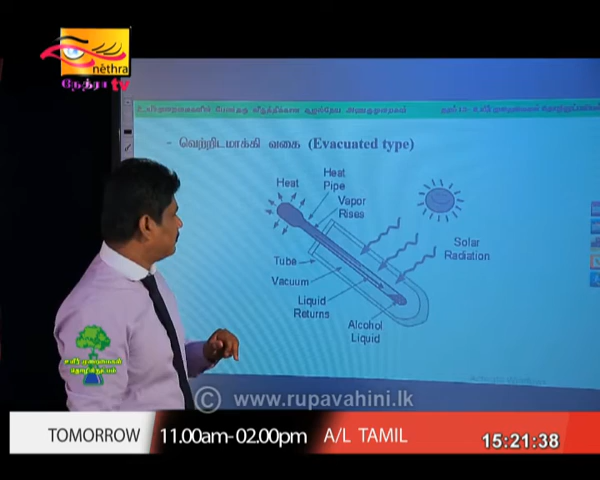 nethra
நேத்ரா tv
- வெற்றிடமாக்கி வகை (Evacuated type)
Heat
Heat
Pipe
Vapor
Rises
Solar
Radiation
Tube
Vacuum
Liquid
Returns
Alcohol
Liquid
© www.rupavahini.lk
TOMORROW 11.00am-02.00pm A/L TAMIL 15:21:38